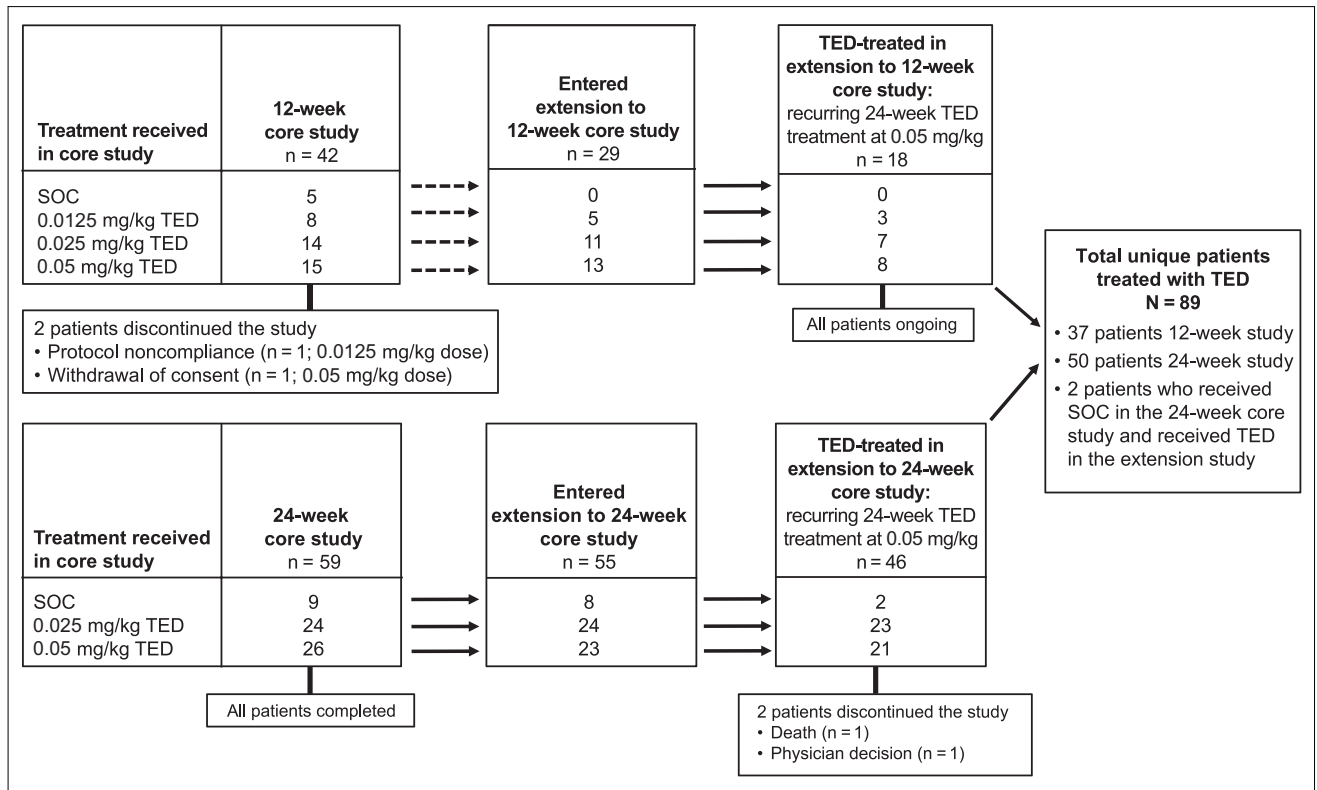 Treatment received
in core study
12-week
core study
n = 42
Entered
extension to
12-week core study
n = 29
TED-treated in
extension to 12-week
core study:
recurring 24-week TED
treatment at 0.05 mg/kg
n = 18
SOC 5 0 0
0.0125 mg/kg TED 8 5 3
0.025 mg/kg TED 14 11 7
0.05 mg/kg TED 15 13 8
2 patients discontinued the study
• Protocol noncompliance (n = 1; 0.0125 mg/kg dose)
• Withdrawal of consent (n = 1; 0.05 mg/kg dose)
All patients ongoing
Total unique patients
treated with TED
N = 89
• 37 patients 12-week study
• 50 patients 24-week study
• 2 patients who received
SOC in the 24-week core
study and received TED
in the extension study
Treatment received
in core study
24-week
core study
n = 59
Entered
extension to 24-week
core study
n = 55
TED-treated in
extension to 24-week
core study:
recurring 24-week TED
treatment at 0.05 mg/kg
n = 46
SOC 9 8 2
0.025 mg/kg TED 24 24 23
0.05 mg/kg TED 26 23 21
All patients completed
2 patients discontinued the study
• Death (n = 1)
• Physician decision (n = 1)